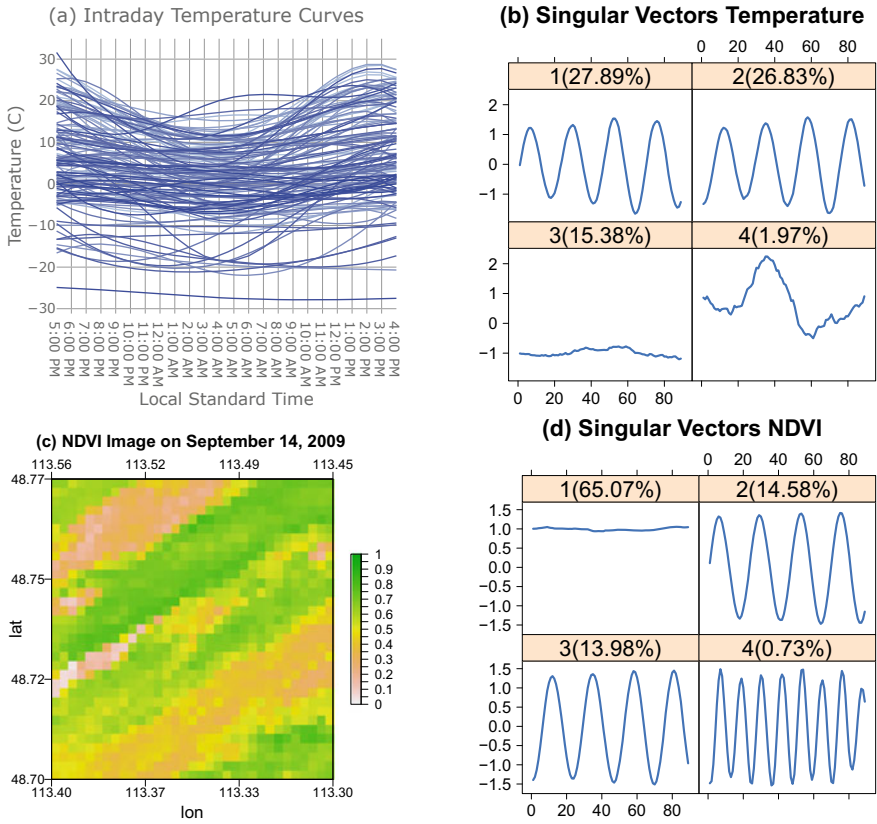 (a) Intraday Temperature Curves
30
20
10
0
−10
−20
−30
Temperature (C)
5:00 PM
6:00 PM
7:00 PM
8:00 PM
9:00 PM
10:00 PM
11:00 PM
12:00 AM
1:00 AM
2:00 AM
3:00 AM
4:00 AM
5:00 AM
6:00 AM
7:00 AM
8:00 AM
9:00 AM
10:00 AM
11:00 AM
12:00 PM
1:00 PM
2:00 PM
3:00 PM
4:00 PM
Local Standard Time
(b) Singular Vectors Temperature
0 20 40 60 80
1(27.89%) 2(26.83%)
2
1
0
−1
3(15.38%) 4(1.97%)
2
1
0
−1
0 20 40 60 80
(c) NDVI Image on September 14, 2009
113.56 113.52 113.49 113.45
48.77
48.75
48.72
48.70
lat
113.40 113.37 113.33 113.30
lon
1
0.9
0.8
0.7
0.6
0.5
0.4
0.3
0.2
0.1
0
(d) Singular Vectors NDVI
0 20 40 60 80
1(65.07%) 2(14.58%)
1.5
1.0
0.5
0.0
−0.5
−1.0
−1.5
3(13.98%) 4(0.73%)
1.5
1.0
0.5
0.0
−0.5
−1.0
−1.5
0 20 40 60 80